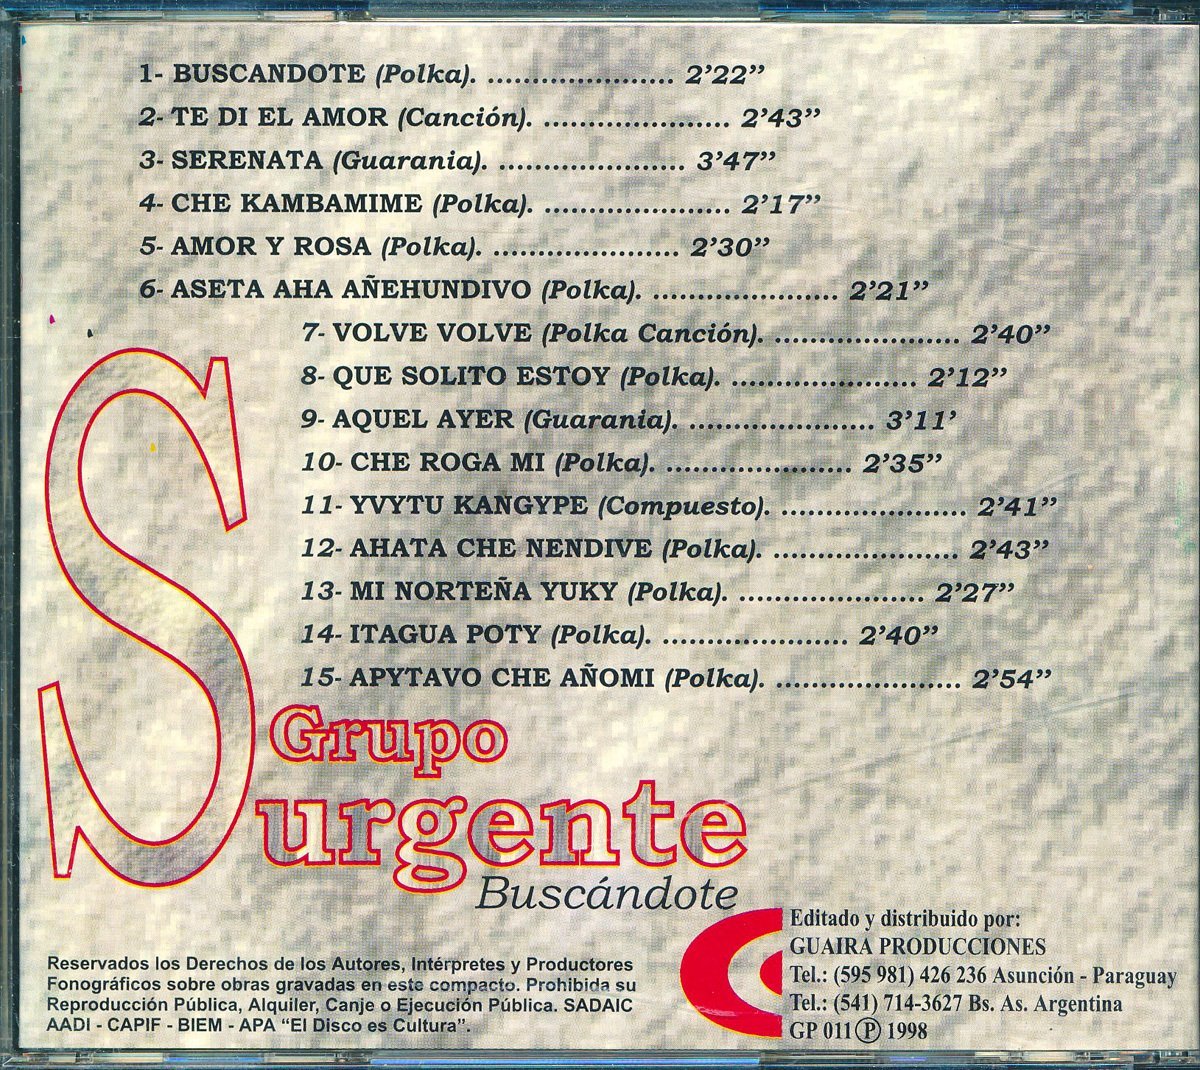 1- BUSCANDOTE (Polka). ..................... 2'22"
2- TE DI EL AMOR (Canción). ..................... 2'43"
3- SERENATA (Guarania). ..................... 3'47"
4- CHE KAMBAMIME (Polka). ..................... 2'17"
5- AMOR Y ROSA (Polka). ..................... 2'30"
6- ASETA AHA AÑEHUNDIVO (Polka). ..................... 2'21"
7- VOLVE VOLVE (Polka Canción). ..................... 2'40"
8- QUE SOLITO ESTOY (Polka). ..................... 2'12"
9- AQUEL AYER (Guarania). ..................... 3'11'
10- CHE ROGA MI (Polka). ..................... 2'35"
11- YVYTU KANGYPE (Compuesto). ..................... 2'41"
12- AHATA CHE NENDIVE (Polka). ..................... 2'43"
13- MI NORTEÑA YUKY (Polka). ..................... 2'27"
14- ITAGUA POTY (Polka). ..................... 2'40"
15- APYTAVO CHE AÑOMI (Polka). ..................... 2'54"
Grupo
Surgente
Buscándote
Reservados los Derechos de los Autores, Intérpretes y Productores
Fonográficos sobre obras gravadas en este compacto. Prohibida su
Reproducción Pública, Alquiler, Canje o Ejecución Pública. SADAIC
AADI - CAPIF - BIEM - APA "El Disco es Cultura".
Editado y distribuido por:
GUAIRA PRODUCCIONES
Tel.: (595 981) 426 236 Asunción - Paraguay
Tel.: (541) 714-3627 Bs. As. Argentina
GP 011 Ⓟ 1998